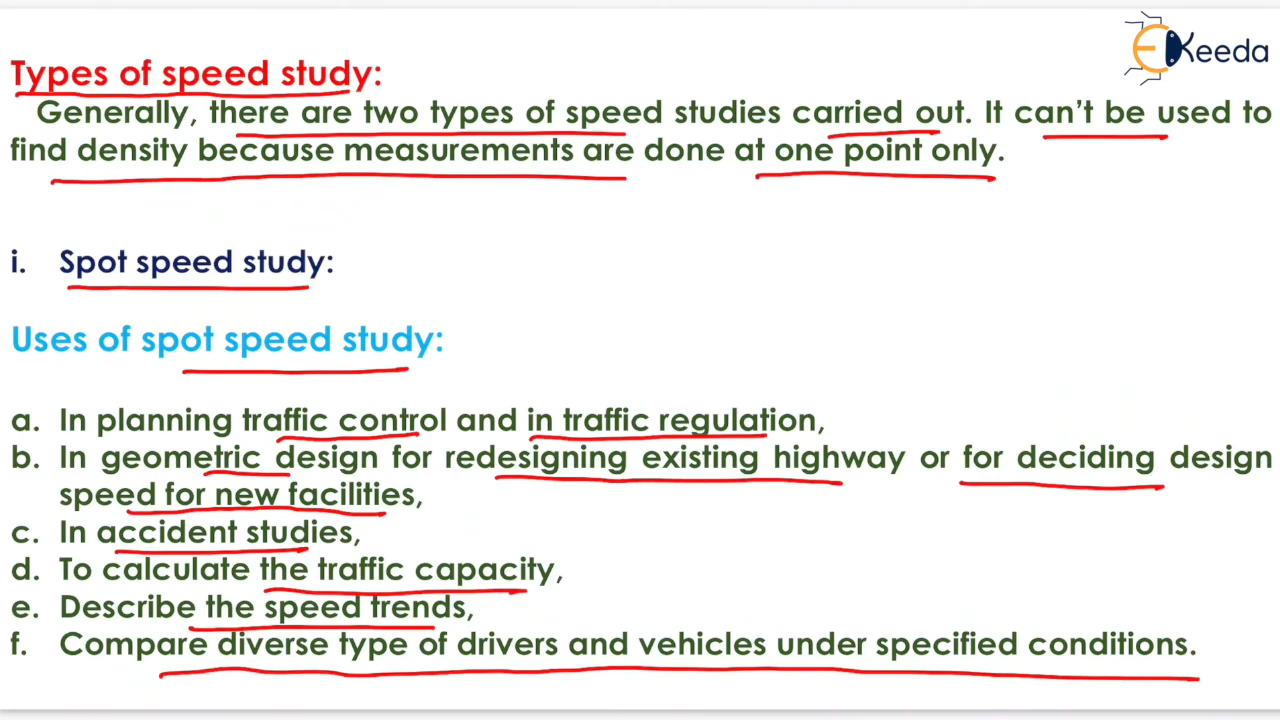 EKeeda
Types of speed study:
Generally, there are two types of speed studies carried out. It can't be used to
find density because measurements are done at one point only.
i. Spot speed study:
Uses of spot speed study:
a. In planning traffic control and in traffic regulation,
b. In geometric design for redesigning existing highway or for deciding design
speed for new facilities,
c. In accident studies,
d. To calculate the traffic capacity,
e. Describe the speed trends,
f. Compare diverse type of drivers and vehicles under specified conditions.